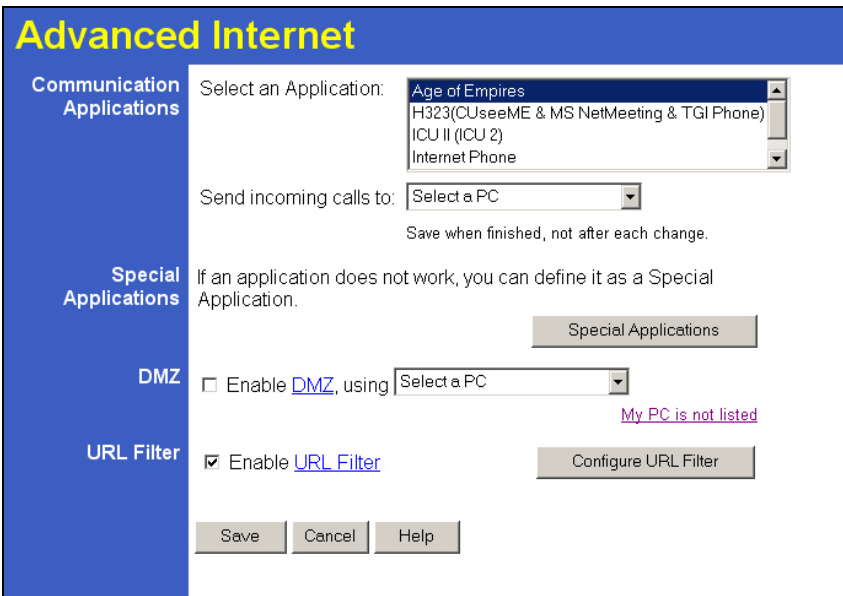 Advanced Internet
Communication Applications
Select an Application:
Age of Empires
H323(CUseeME & MS NetMeeting & TGI Phone)
ICU II (ICU 2)
Internet Phone
Send incoming calls to: Select a PC
Save when finished, not after each change.
Special Applications
If an application does not work, you can define it as a Special
Application.
Special Applications
DMZ
Enable DMZ, using Select a PC
My PC is not listed
URL Filter
Enable URL Filter
Configure URL Filter
Save Cancel Help